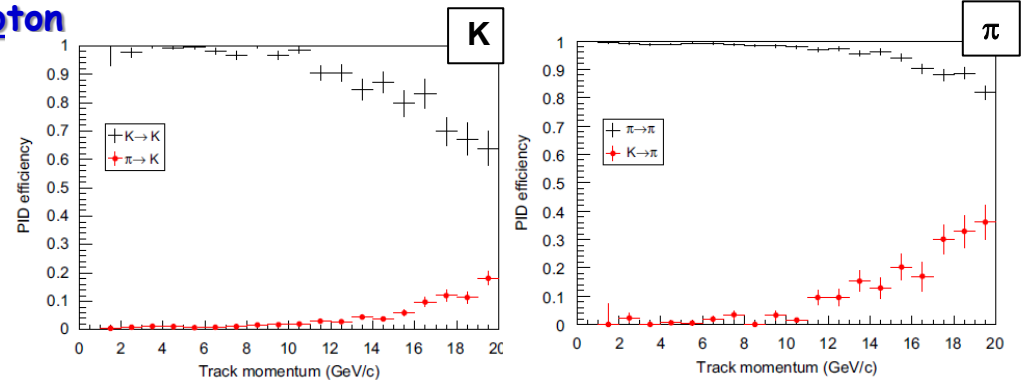 oton
K
π
1
0.9
0.8
0.7
0.6
0.5
0.4
0.3
0.2
0.1
0
PID efficiency
K→K
π→K
0 2 4 6 8 10 12 14 16 18 20
Track momentum (GeV/c)
1
0.9
0.8
0.7
0.6
0.5
0.4
0.3
0.2
0.1
0
PID efficiency
π→π
K→π
0 2 4 6 8 10 12 14 16 18 20
Track momentum (GeV/c)